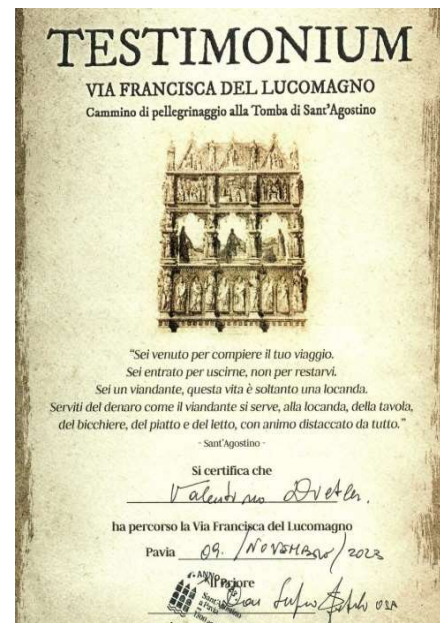 TESTIMONIUM
VIA FRANCISCA DEL LUCOMAGNO
Cammino di pellegrinaggio alla Tomba di Sant'Agostino
"Sei venuto per compiere il tuo viaggio.
Sei entrato per uscirne, non per restarvi.
Sei un viandante, questa vita è soltanto una locanda.
Serviti del denaro come il viandante si serve, alla locanda, della tavola,
del bicchiere, del piatto e del letto, con animo distaccato da tutto."
- Sant'Agostino -
Si certifica che
Valentino
ha percorso la Via Francisca del Lucomagno
Pavia 09. /NOVEMBRE/ 2023
Il Priore
ANNO
Sant'Agostino
a Pavia
OSA